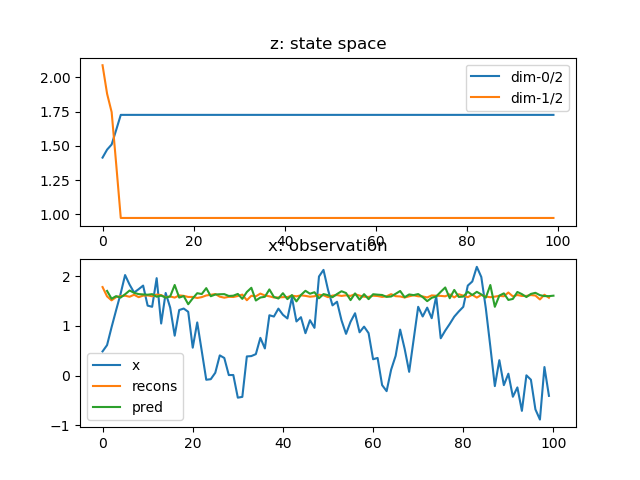 z: state space
2.00
1.75
1.50
1.25
1.00
dim-0/2
dim-1/2
0 20 40 60 80 100
x: observation
2
1
0
−1
x
recons
pred
0 20 40 60 80 100